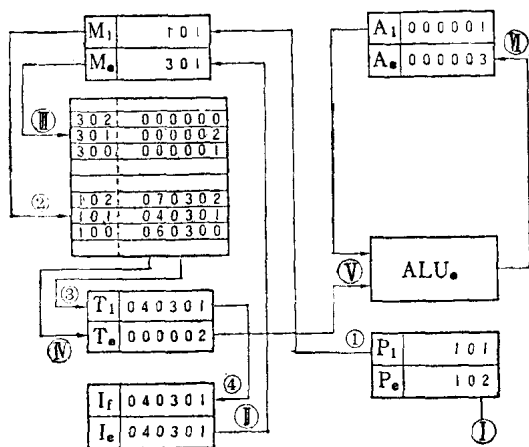 M₁ 101
Mₑ 301
A₁ 000001
Aₑ 000003
Ⅵ
Ⅲ
302 000000
301 000002
300 000001
②
102 070302
101 040301
100 060300
Ⅴ
ALUₑ
③
T₁ 040301
Tₑ 000002
Ⅳ
①
P₁ 101
Pₑ 102
④
I_f 040301
Iₑ 040301
Ⅱ
Ⅰ